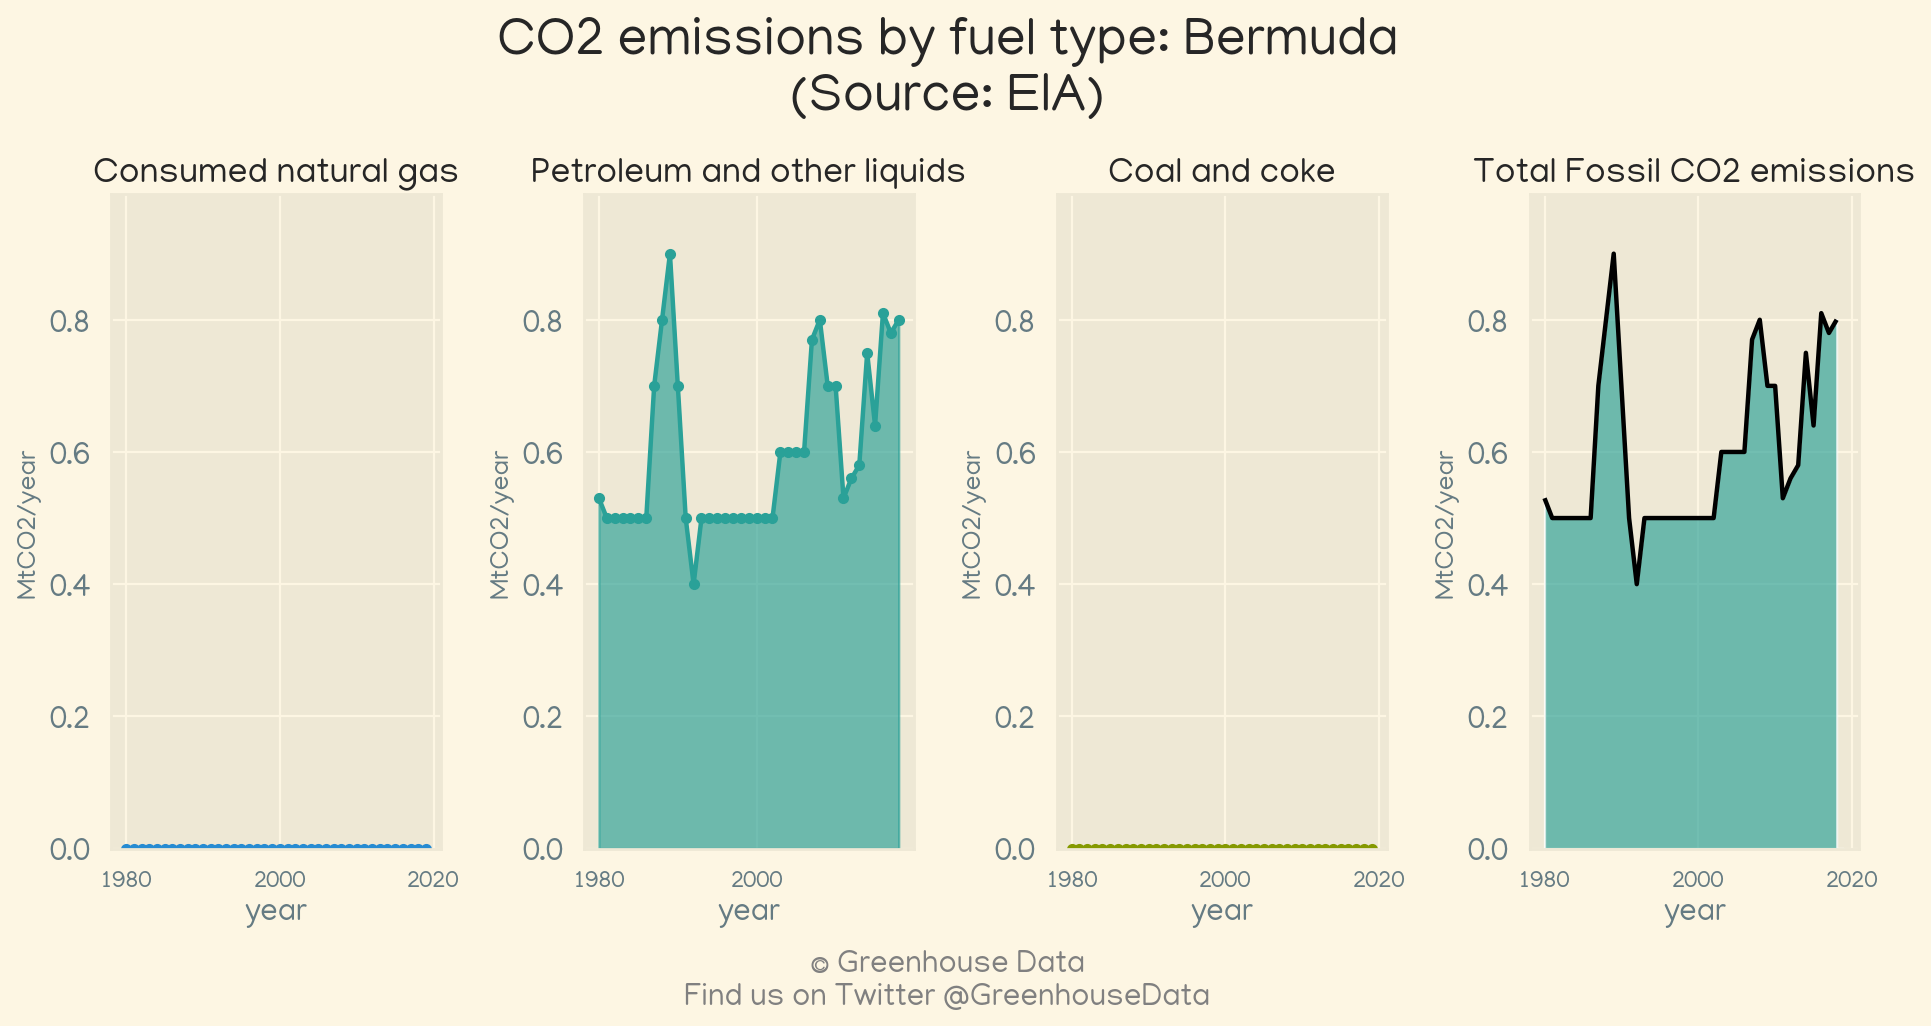 CO2 emissions by fuel type: Bermuda
(Source: EIA)
Consumed natural gas
MtCO2/year
0.8
0.6
0.4
0.2
0.0
1980 2000 2020
year
Petroleum and other liquids
MtCO2/year
0.8
0.6
0.4
0.2
0.0
1980 2000
year
Coal and coke
MtCO2/year
0.8
0.6
0.4
0.2
0.0
1980 2000 2020
year
Total Fossil CO2 emissions
MtCO2/year
0.8
0.6
0.4
0.2
0.0
1980 2000 2020
year
© Greenhouse Data
Find us on Twitter @GreenhouseData